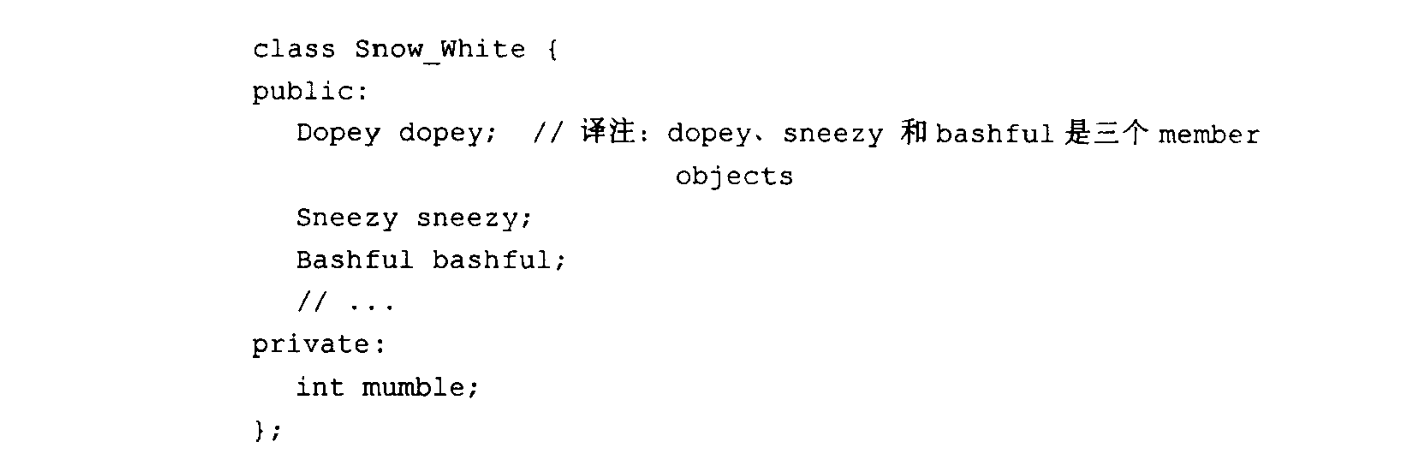 class Snow_White {
public:
Dopey dopey; // 译注：dopey、sneezy 和 bashful 是三个 member
objects
Sneezy sneezy;
Bashful bashful;
// ...
private:
int mumble;
};